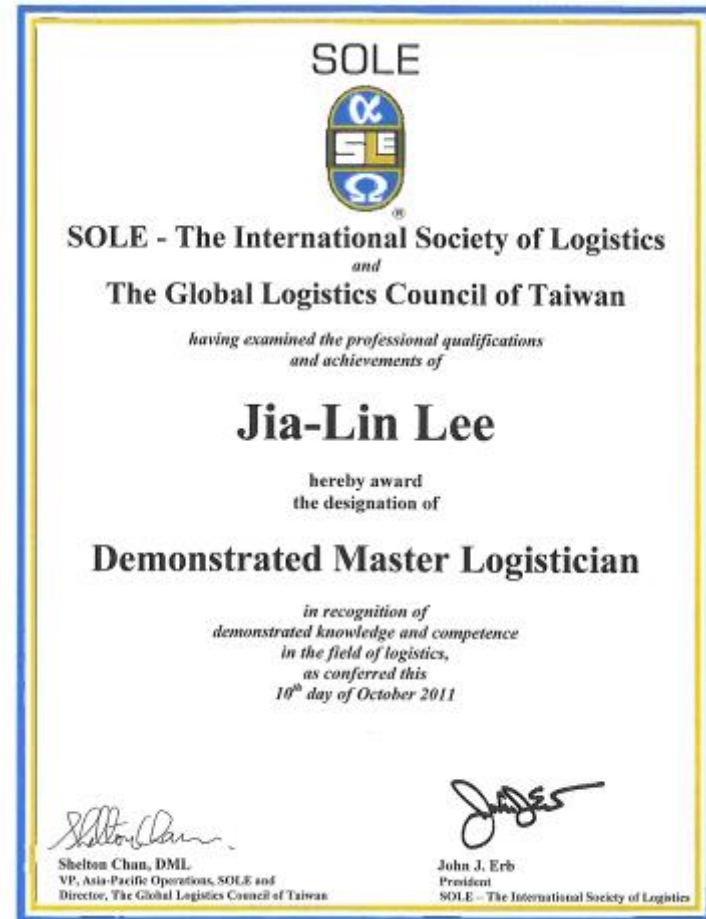 SOLE
α
SLE
Ω
®
SOLE - The International Society of Logistics
and
The Global Logistics Council of Taiwan
having examined the professional qualifications
and achievements of
Jia-Lin Lee
hereby award
the designation of
Demonstrated Master Logistician
in recognition of
demonstrated knowledge and competence
in the field of logistics,
as conferred this
10th day of October 2011
Shelton Chan, DML
VP, Asia-Pacific Operations, SOLE and
Director, The Global Logistics Council of Taiwan
John J. Erb
President
SOLE – The International Society of Logistics